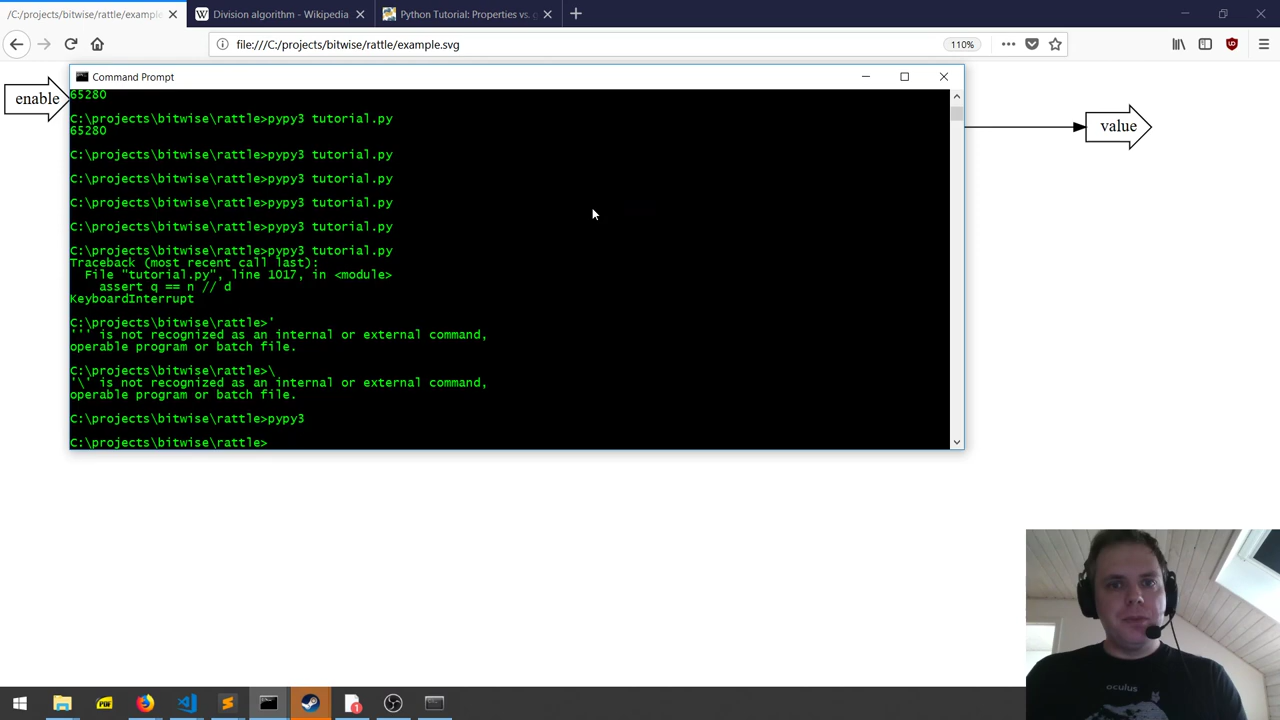 /C:/projects/bitwise/rattle/example
Division algorithm - Wikipedia
Python Tutorial: Properties vs. g
file:///C:/projects/bitwise/rattle/example.svg
110%
enable
value
Command Prompt
65280
C:\projects\bitwise\rattle>pypy3 tutorial.py
65280
C:\projects\bitwise\rattle>pypy3 tutorial.py
C:\projects\bitwise\rattle>pypy3 tutorial.py
C:\projects\bitwise\rattle>pypy3 tutorial.py
C:\projects\bitwise\rattle>pypy3 tutorial.py
C:\projects\bitwise\rattle>pypy3 tutorial.py
Traceback (most recent call last):
File "tutorial.py", line 1017, in <module>
assert q == n // d
KeyboardInterrupt
C:\projects\bitwise\rattle>'
''' is not recognized as an internal or external command,
operable program or batch file.
C:\projects\bitwise\rattle>\
'\' is not recognized as an internal or external command,
operable program or batch file.
C:\projects\bitwise\rattle>pypy3
C:\projects\bitwise\rattle>
oculus
PDF
1